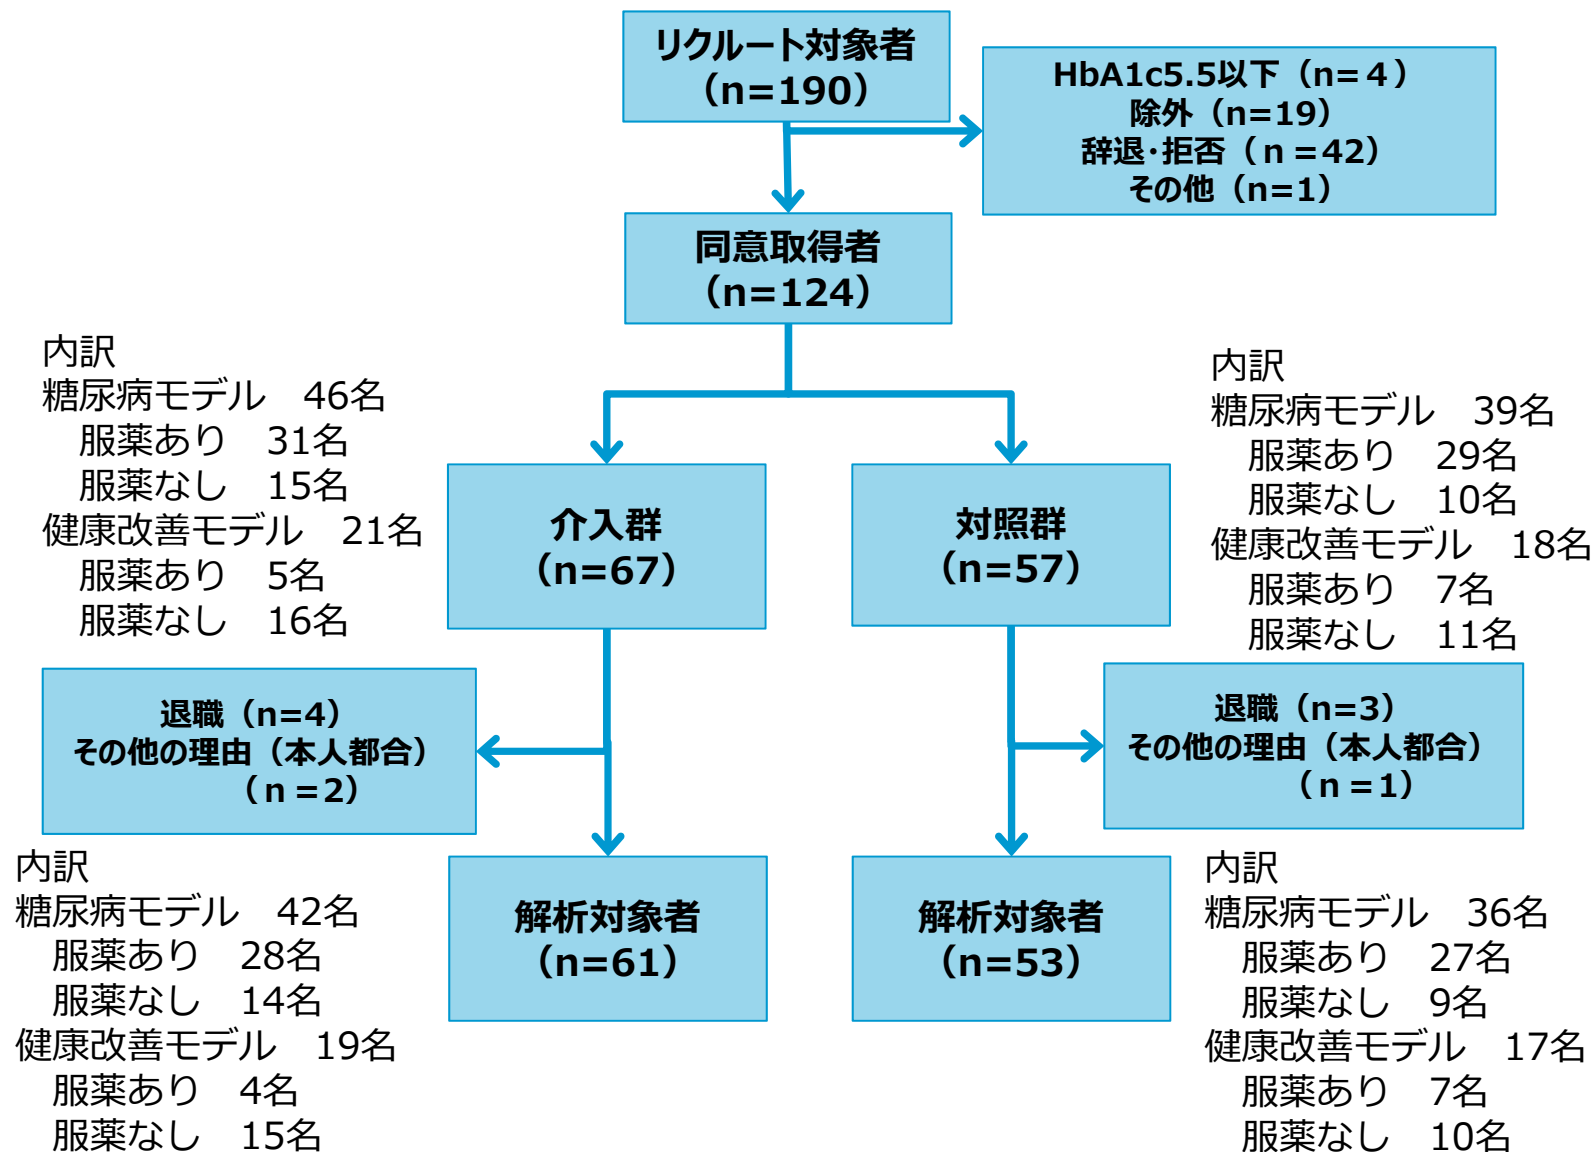 リクルート対象者
（n=190）
HbA1c5.5以下（n=４）
除外（n=19）
辞退・拒否（ｎ=42）
その他（n=1）
同意取得者
（n=124）
内訳
糖尿病モデル　46名
　服薬あり　31名
　服薬なし　15名
健康改善モデル　21名
　服薬あり　5名
　服薬なし　16名
介入群
（n=67）
対照群
（n=57）
内訳
糖尿病モデル　39名
　服薬あり　29名
　服薬なし　10名
健康改善モデル　18名
　服薬あり　7名
　服薬なし　11名
退職（n=4）
その他の理由（本人都合）
（ｎ=2）
退職（n=3）
その他の理由（本人都合）
（ｎ=1）
内訳
糖尿病モデル　42名
　服薬あり　28名
　服薬なし　14名
健康改善モデル　19名
　服薬あり　4名
　服薬なし　15名
解析対象者
（n=61）
解析対象者
（n=53）
内訳
糖尿病モデル　36名
　服薬あり　27名
　服薬なし　9名
健康改善モデル　17名
　服薬あり　7名
　服薬なし　10名